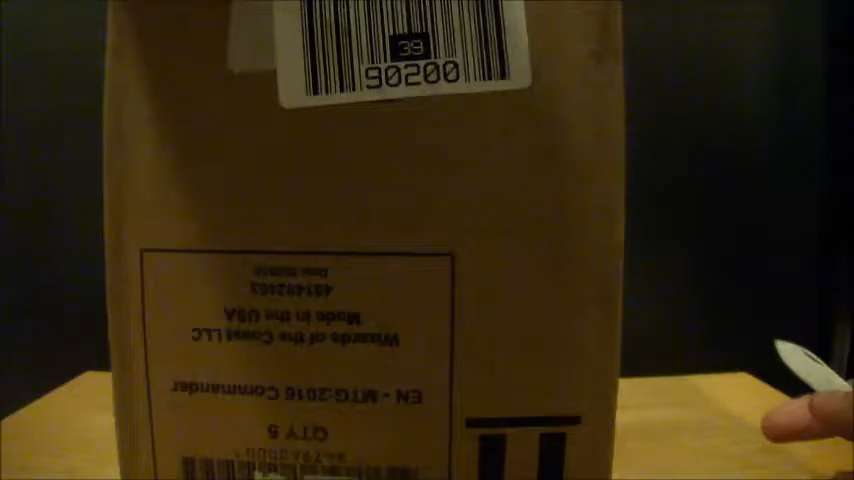 39
90200
QTY 5
EN - MTG:2016 Commander
Wizards of the Coast LLC
Made in the USA